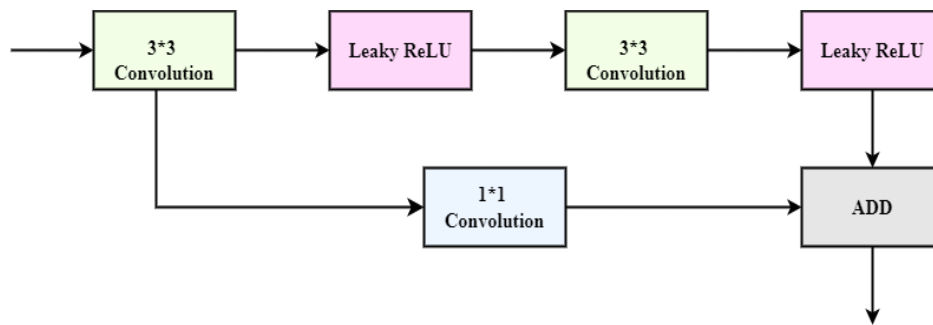 3*3
Convolution
Leaky ReLU
3*3
Convolution
Leaky ReLU
1*1
Convolution
ADD